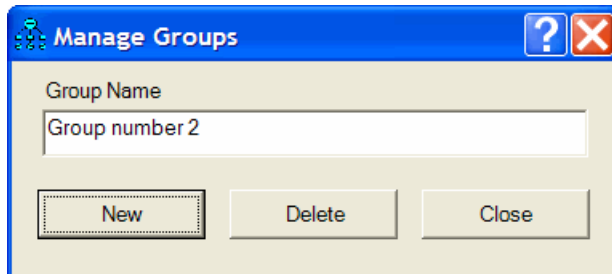 Manage Groups
Group Name
Group number 2
New Delete Close